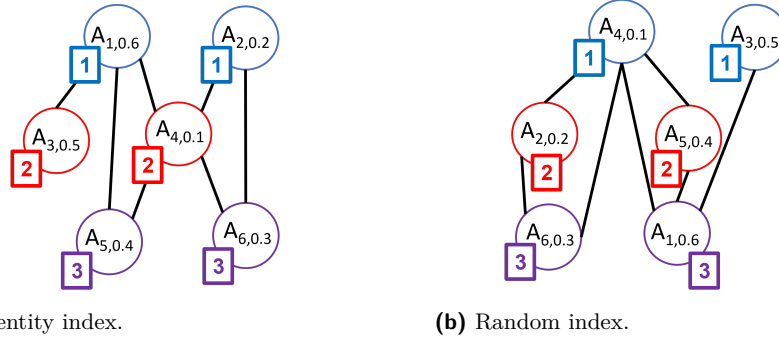 A1,0.6 A2,0.2
1 1
A3,0.5 A4,0.1
2 2
A5,0.4 A6,0.3
3 3
entity index.
A4,0.1 A3,0.5
1 1
A2,0.2 A5,0.4
2 2
A6,0.3 A1,0.6
3 3
(b) Random index.